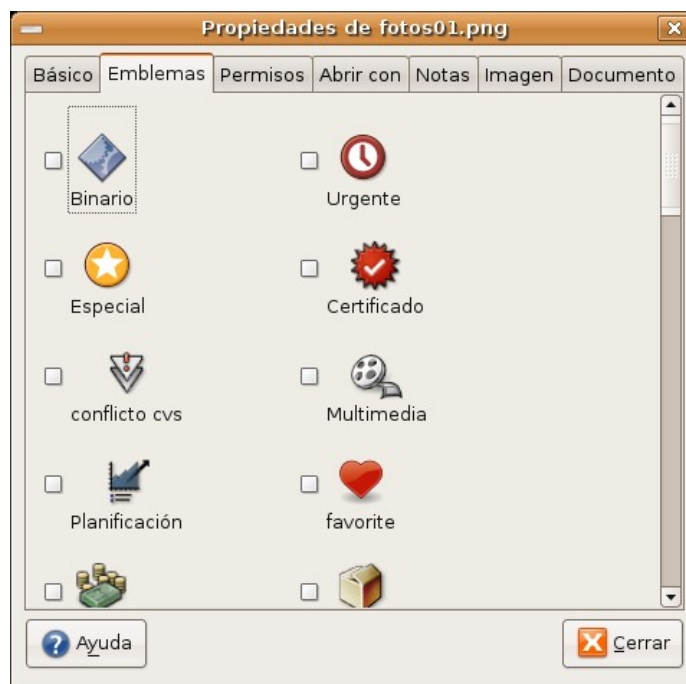 Propiedades de fotos01.png
Básico Emblemas Permisos Abrir con Notas Imagen Documento
Binario Urgente
Especial Certificado
conflicto cvs Multimedia
Planificación favorite
Ayuda Cerrar